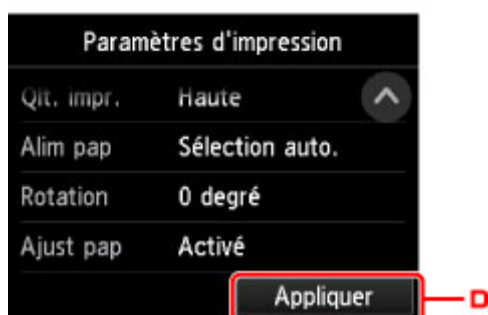 Paramètres d'impression
Qlt. impr. Haute
Alim pap Sélection auto.
Rotation 0 degré
Ajust pap Activé
Appliquer D